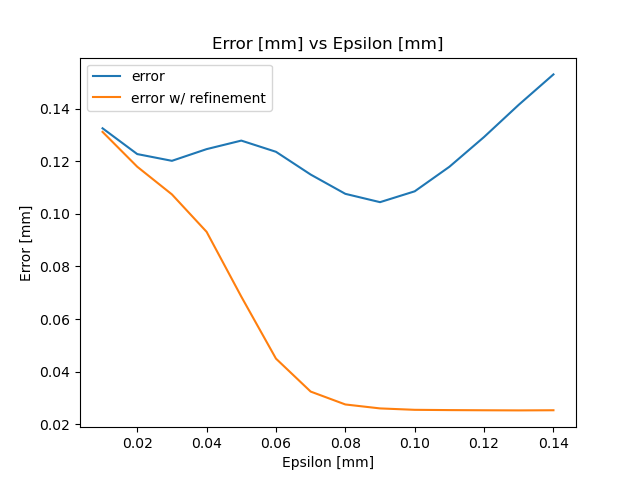 Error [mm] vs Epsilon [mm]
error
error w/ refinement
Error [mm]
0.14
0.12
0.10
0.08
0.06
0.04
0.02
0.02 0.04 0.06 0.08 0.10 0.12 0.14
Epsilon [mm]